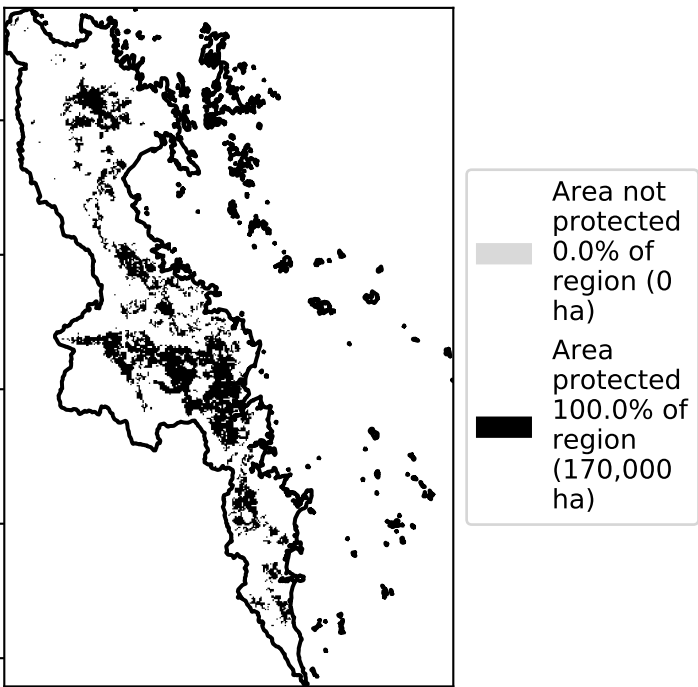 Area not
protected
0.0% of
region (0
ha)
Area
protected
100.0% of
region
(170,000
ha)